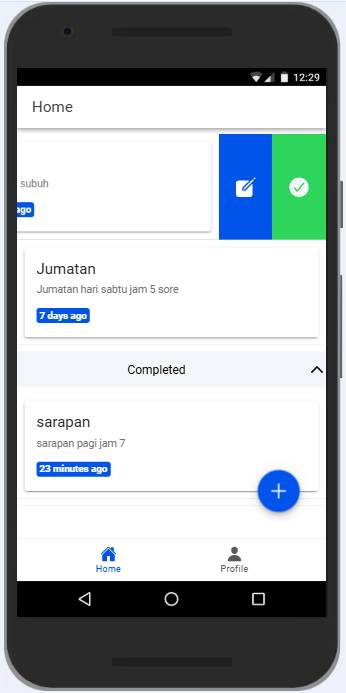 12:29
Home
subuh
ago
Jumatan
Jumatan hari sabtu jam 5 sore
7 days ago
Completed
sarapan
sarapan pagi jam 7
23 minutes ago
Home
Profile